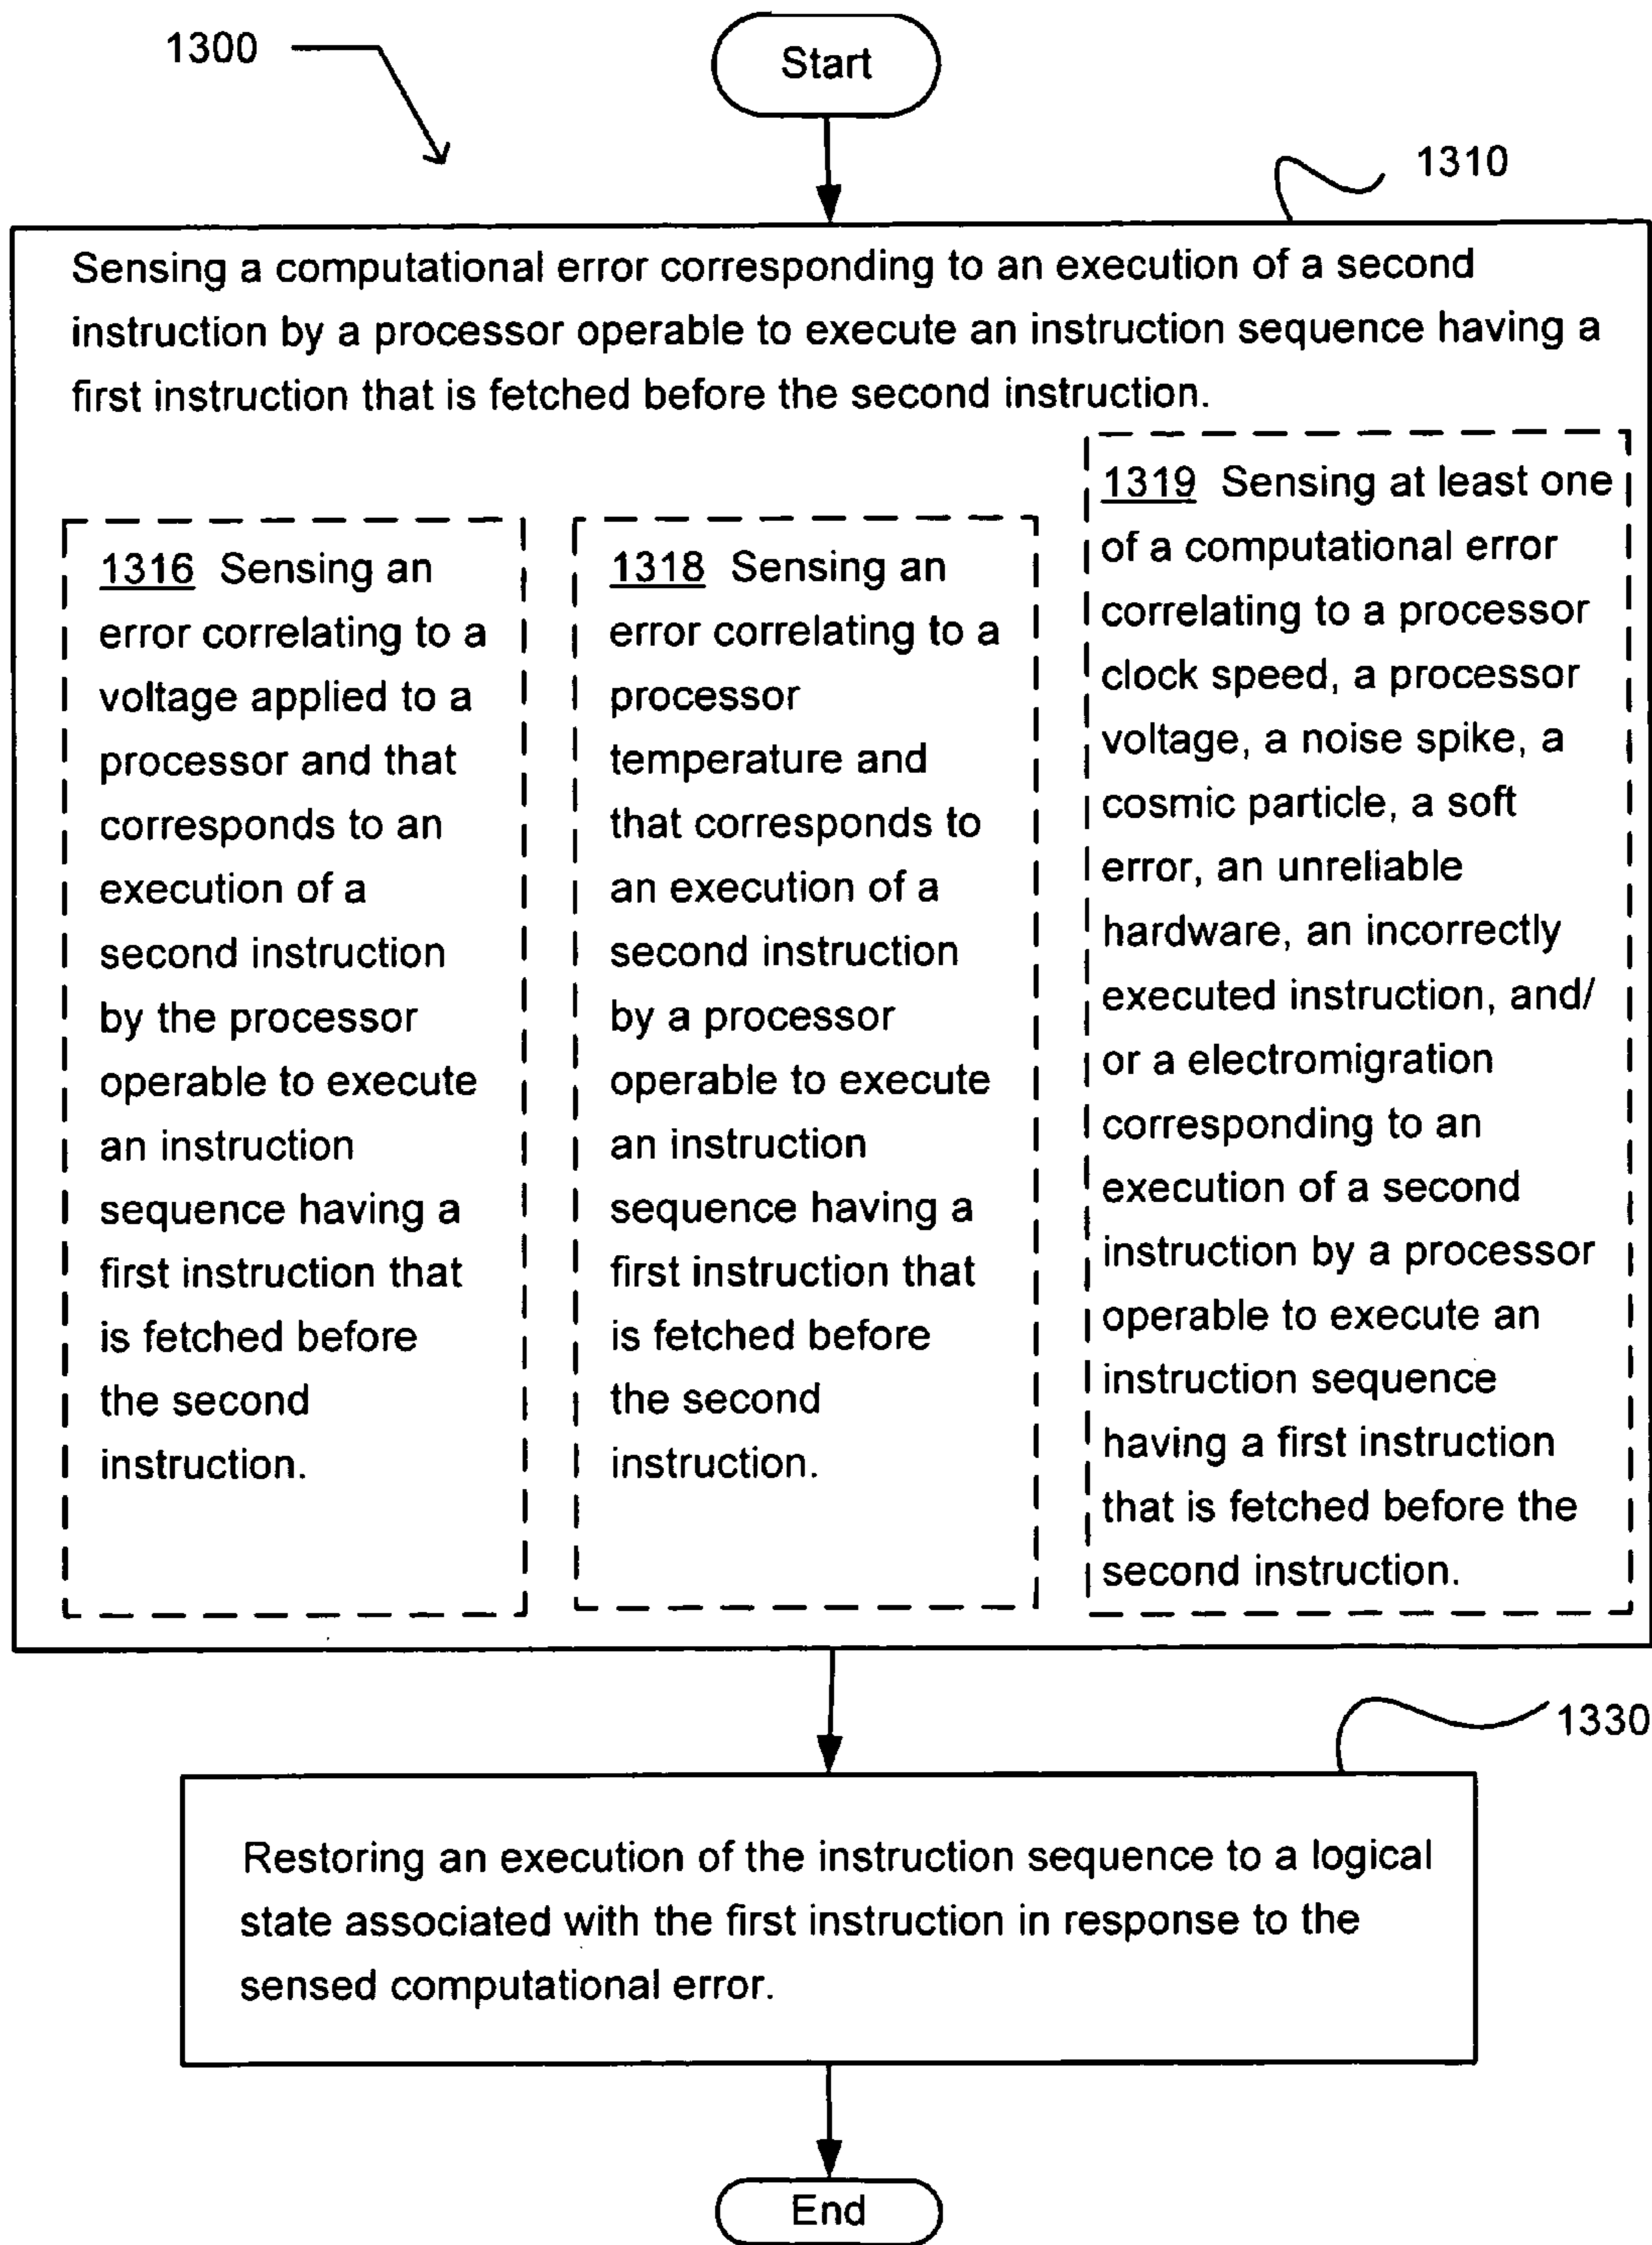 1300
Start
1310
Sensing a computational error corresponding to an execution of a second
instruction by a processor operable to execute an instruction sequence having a
first instruction that is fetched before the second instruction.
1316 Sensing an
error correlating to a
voltage applied to a
processor and that
corresponds to an
execution of a
second instruction
by the processor
operable to execute
an instruction
sequence having a
first instruction that
is fetched before
the second
instruction.
1318 Sensing an
error correlating to a
processor
temperature and
that corresponds to
an execution of a
second instruction
by a processor
operable to execute
an instruction
sequence having a
first instruction that
is fetched before
the second
instruction.
1319 Sensing at least one
of a computational error
correlating to a processor
clock speed, a processor
voltage, a noise spike, a
cosmic particle, a soft
error, an unreliable
hardware, an incorrectly
executed instruction, and/
or a electromigration
corresponding to an
execution of a second
instruction by a processor
operable to execute an
instruction sequence
having a first instruction
that is fetched before the
second instruction.
1330
Restoring an execution of the instruction sequence to a logical
state associated with the first instruction in response to the
sensed computational error.
End